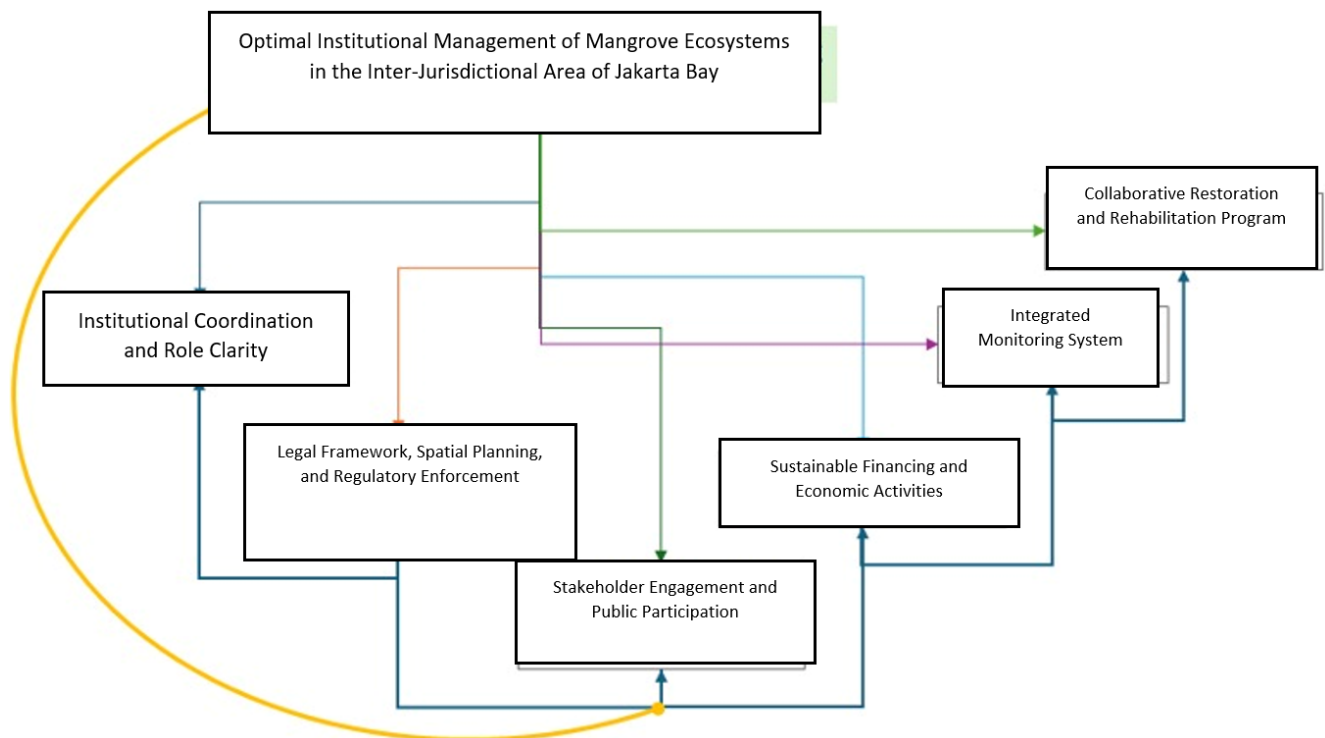 Optimal Institutional Management of Mangrove Ecosystems
in the Inter-Jurisdictional Area of Jakarta Bay
Collaborative Restoration
and Rehabilitation Program
Institutional Coordination
and Role Clarity
Integrated
Monitoring System
Legal Framework, Spatial Planning,
and Regulatory Enforcement
Sustainable Financing and
Economic Activities
Stakeholder Engagement and
Public Participation